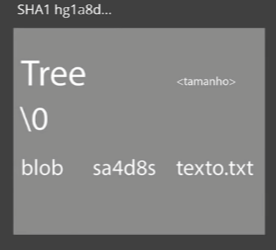 SHA1 hg1a8d...
Tree <tamanho>
\0
blob sa4d8s texto.txt